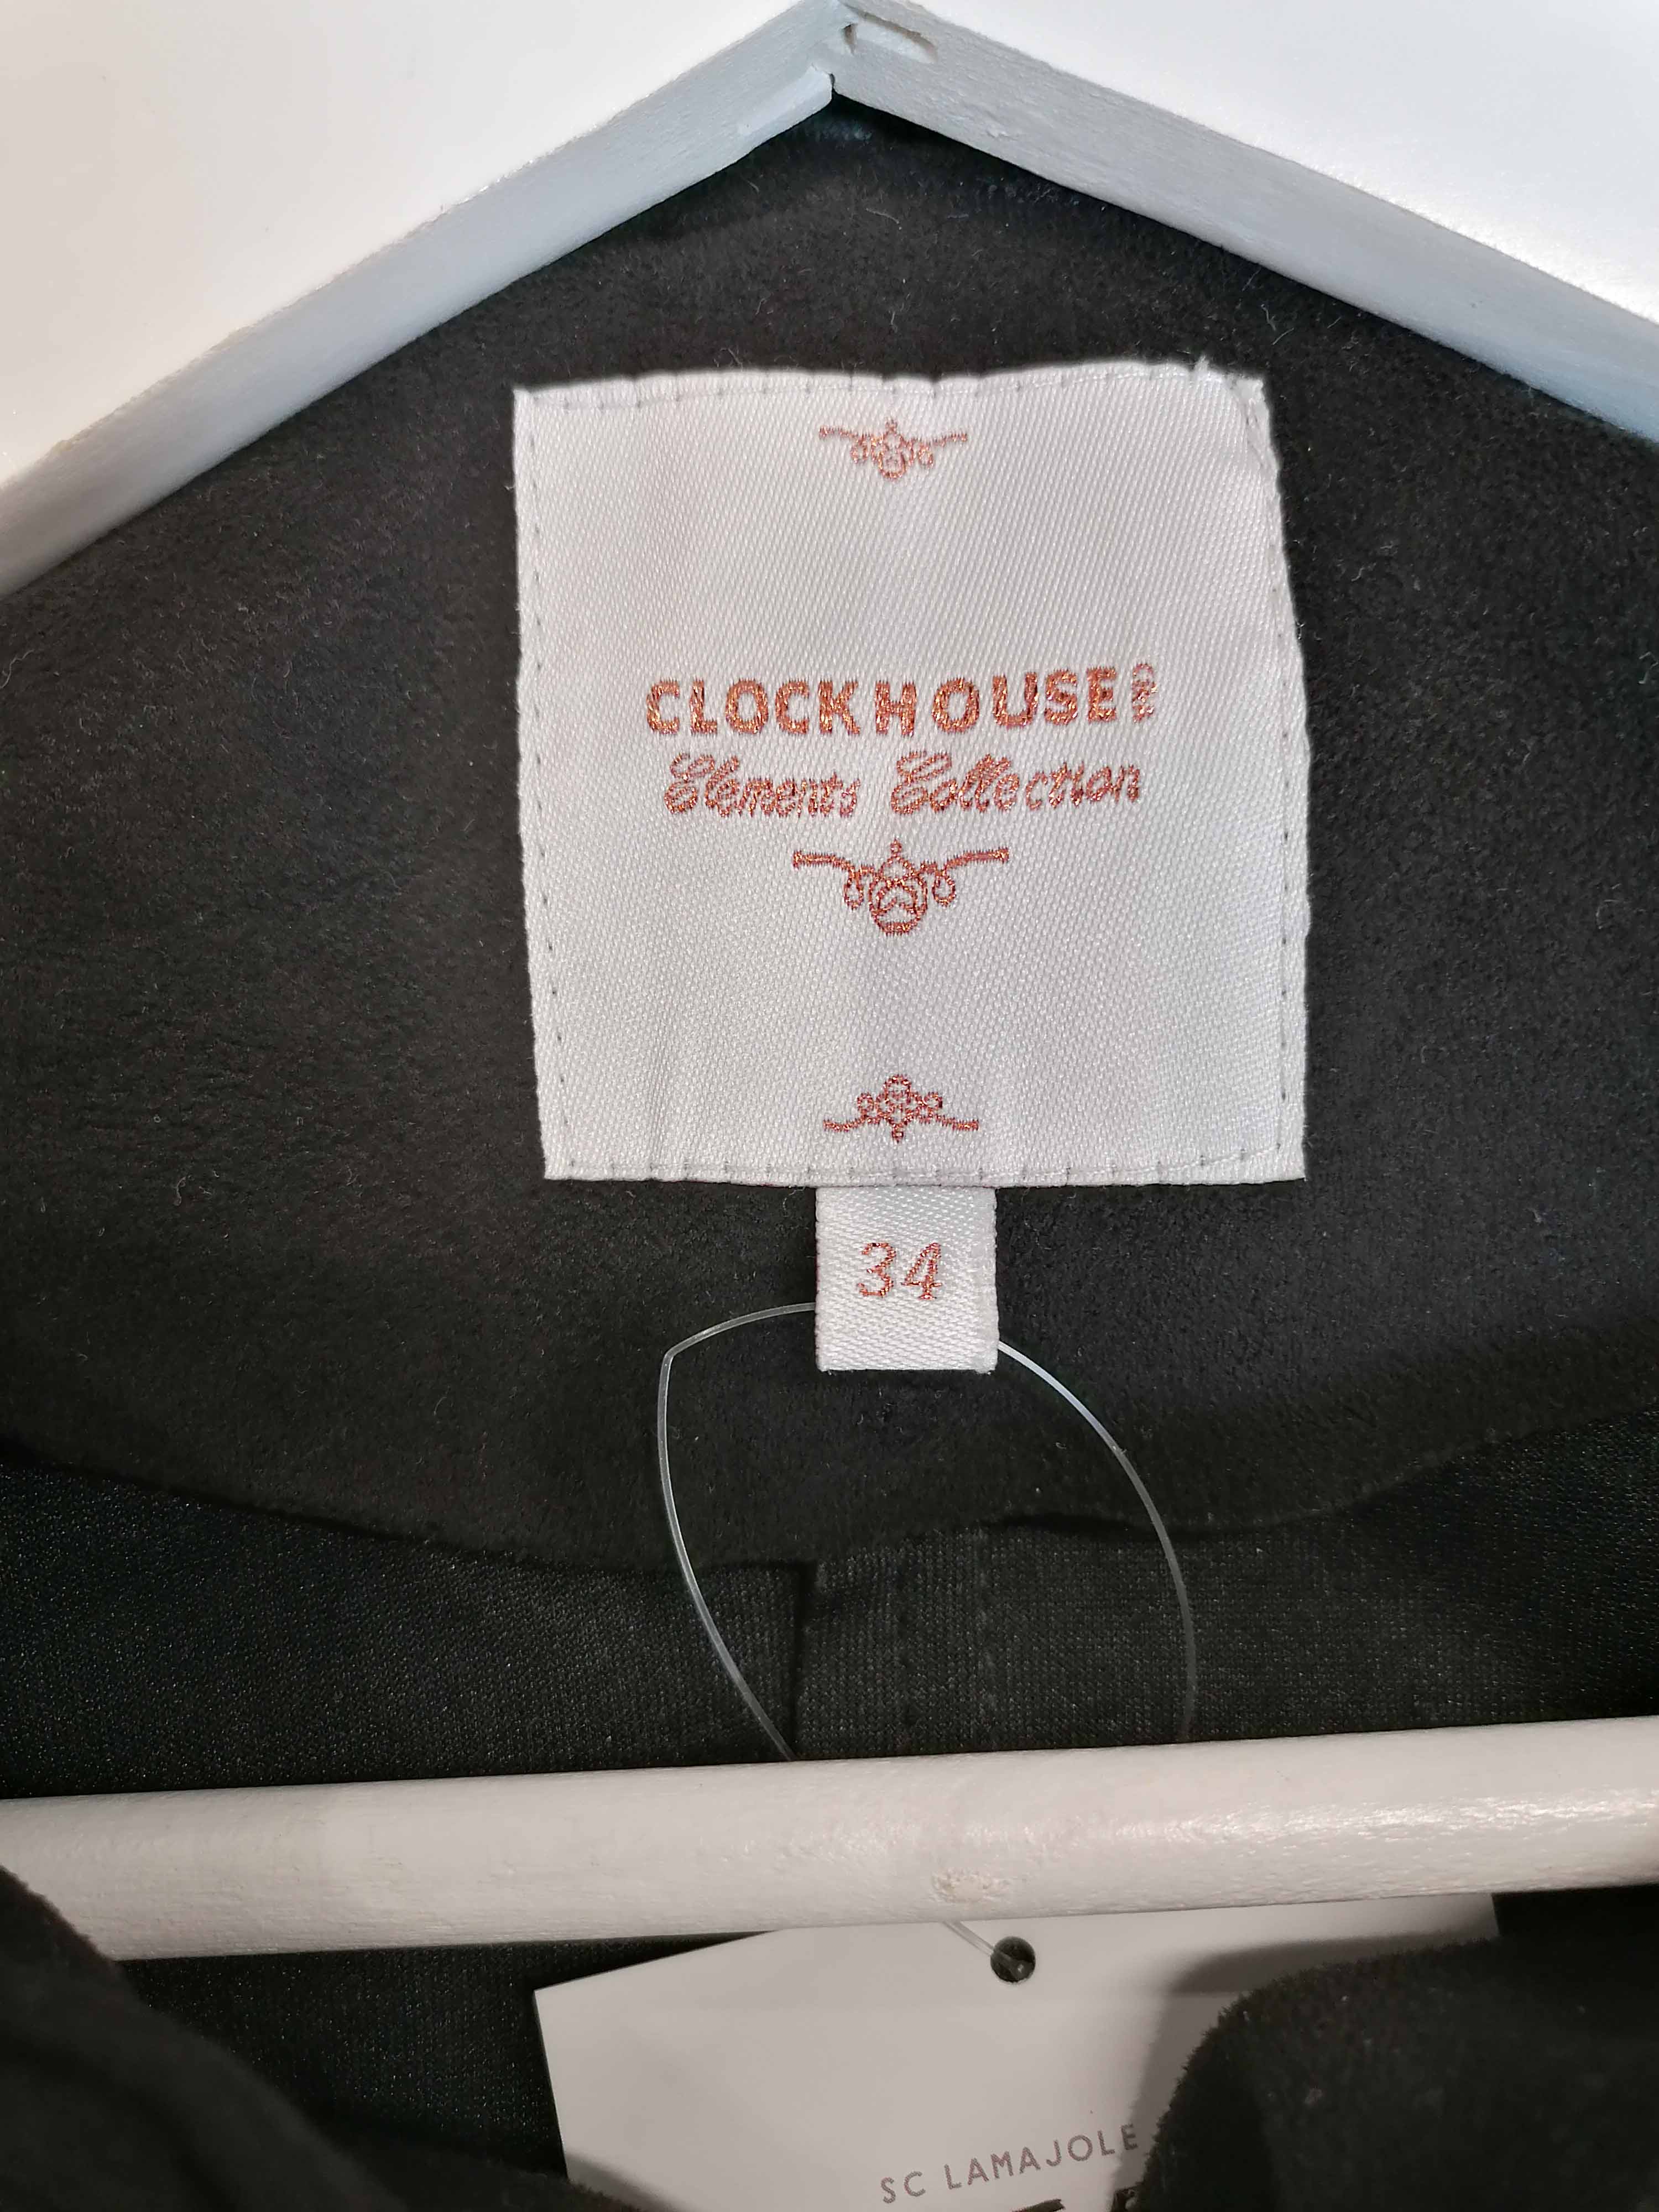 CLOCKHOUSE
Elements Collection
34
SC LAMAJOLE